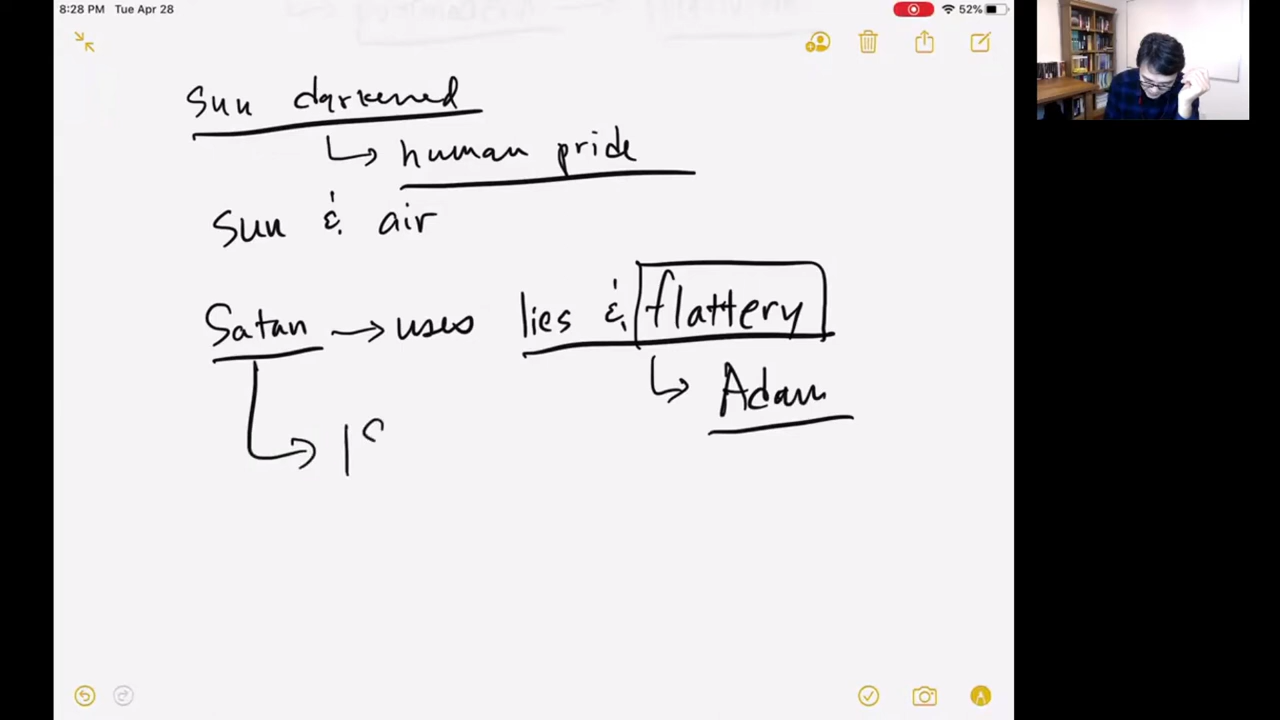 8:28 PM Tue Apr 28 52%
sun darkened
human pride
sun & air
Satan → uses lies & flattery
Adam